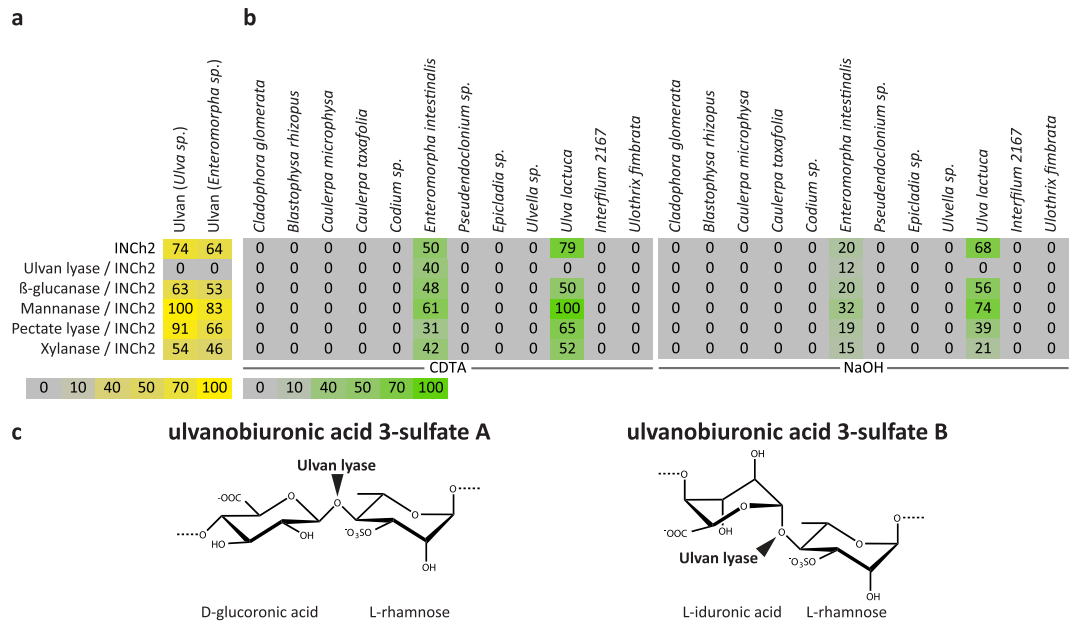 a
b
Ulvan (Ulva sp.)
Ulvan (Enteromorpha sp.)
Cladophora glomerata
Blastophysa rhizopus
Caulerpa microphysa
Caulerpa taxafolia
Codium sp.
Enteromorpha intestinalis
Pseudendoclonium sp.
Epicladia sp.
Ulvella sp.
Ulva lactuca
Interfilum 2167
Ulothrix fimbrata
Cladophora glomerata
Blastophysa rhizopus
Caulerpa microphysa
Caulerpa taxafolia
Codium sp.
Enteromorpha intestinalis
Pseudendoclonium sp.
Epicladia sp.
Ulvella sp.
Ulva lactuca
Interfilum 2167
Ulothrix fimbrata
INCh2 74 64 0 0 0 0 0 50 0 0 0 79 0 0 0 0 0 0 0 20 0 0 0 68 0 0
Ulvan lyase / INCh2 0 0 0 0 0 0 0 40 0 0 0 0 0 0 0 0 0 0 0 12 0 0 0 0 0 0
ß-glucanase / INCh2 63 53 0 0 0 0 0 48 0 0 0 50 0 0 0 0 0 0 0 20 0 0 0 56 0 0
Mannanase / INCh2 100 83 0 0 0 0 0 61 0 0 0 100 0 0 0 0 0 0 0 32 0 0 0 74 0 0
Pectate lyase / INCh2 91 66 0 0 0 0 0 31 0 0 0 65 0 0 0 0 0 0 0 19 0 0 0 39 0 0
Xylanase / INCh2 54 46 0 0 0 0 0 42 0 0 0 52 0 0 0 0 0 0 0 15 0 0 0 21 0 0
CDTA NaOH
0 10 40 50 70 100 0 10 40 50 70 100
c
ulvanobiuronic acid 3-sulfate A
Ulvan lyase
-OOC
O
O
O
O
O
HO
OH
-O3SO
OH
D-glucoronic acid L-rhamnose
ulvanobiuronic acid 3-sulfate B
OH
O
O
-OOC
OH
O
Ulvan lyase
O
O
-O3SO
OH
L-iduronic acid L-rhamnose